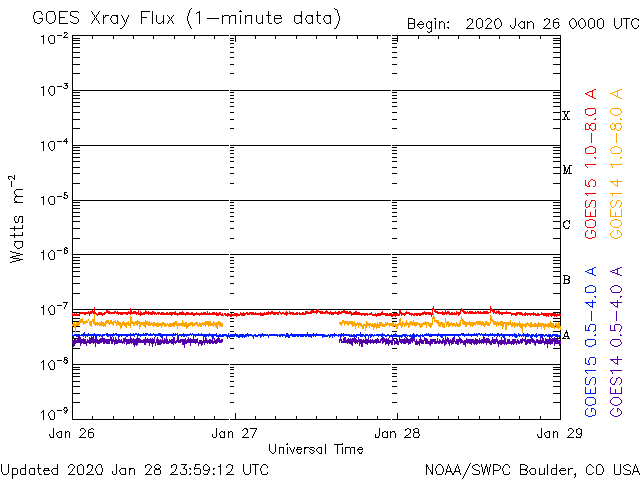 GOES Xray Flux (1-minute data)
Begin: 2020 Jan 26 0000 UTC
10-2
10-3
10-4
10-5
10-6
10-7
10-8
10-9
Watts m-2
X
M
C
B
A
GOES15 1.0-8.0 A
GOES14 1.0-8.0 A
GOES15 0.5-4.0 A
GOES14 0.5-4.0 A
Jan 26
Jan 27
Jan 28
Jan 29
Universal Time
Updated 2020 Jan 28 23:59:12 UTC
NOAA/SWPC Boulder, CO USA